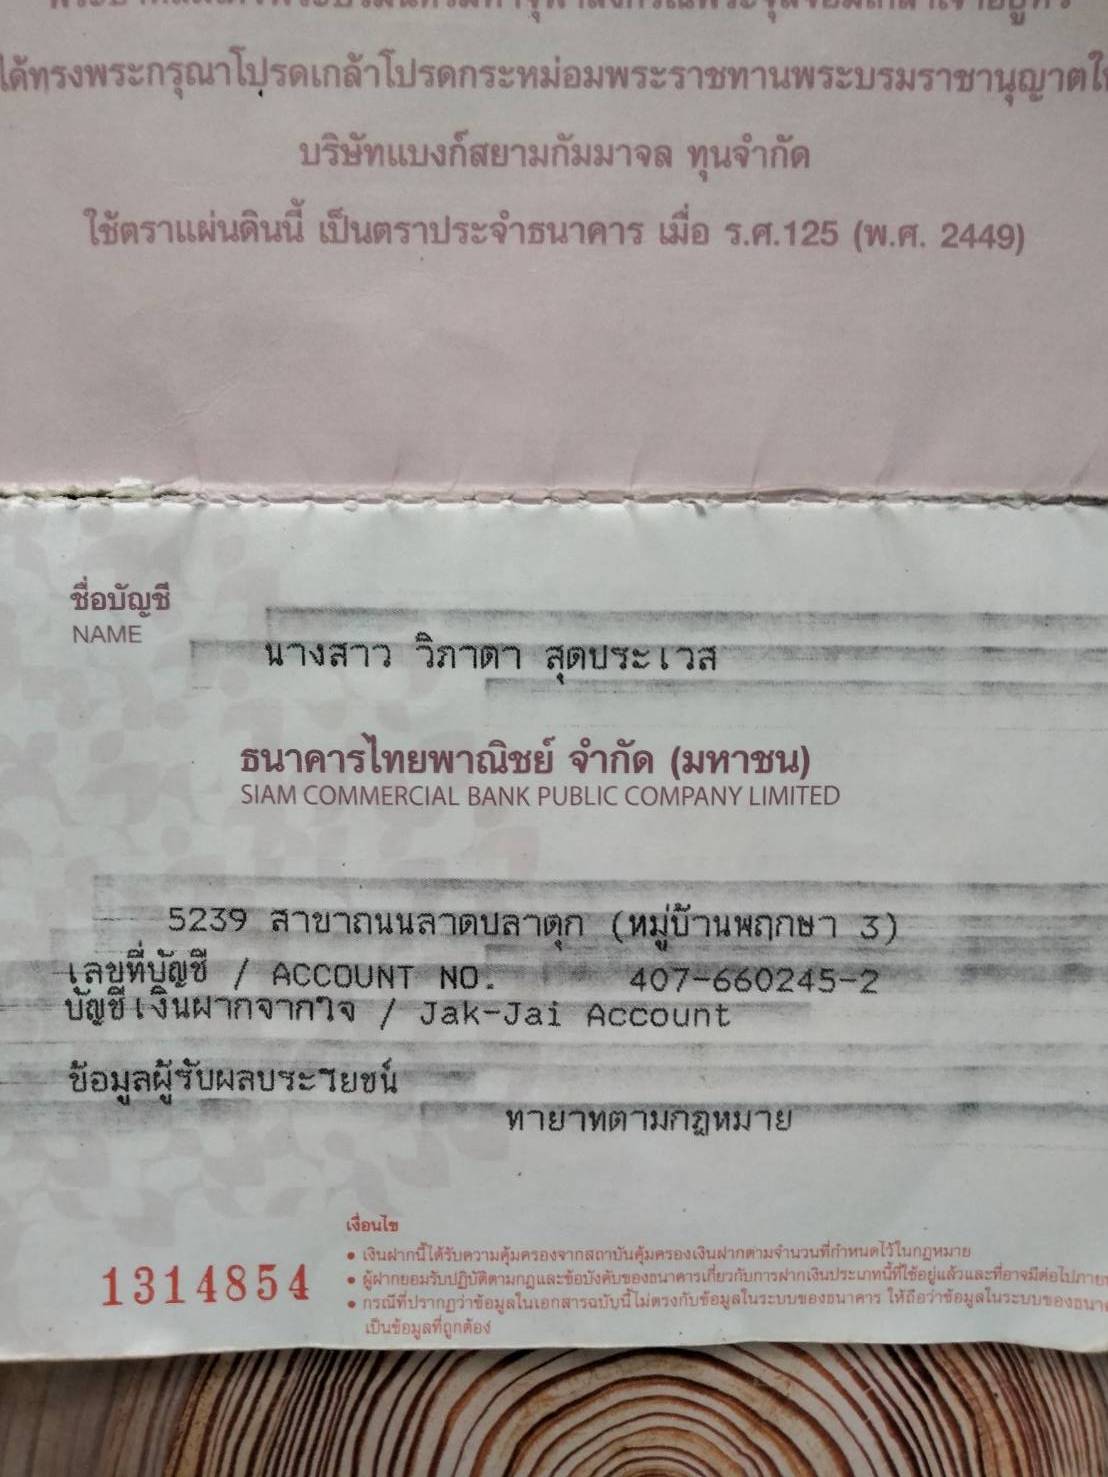 ได้ทรงพระกรุณาโปรดเกล้าโปรดกระหม่อมพระราชทานพระบรมราชานุญาตให้
บริษัทแบงก์สยามกัมมาจล ทุนจำกัด
ใช้ตราแผ่นดินนี้ เป็นตราประจำธนาคาร เมื่อ ร.ศ.125 (พ.ศ. 2449)
ชื่อบัญชี
NAME
นางสาว วิภาดา สุดประเวส
ธนาคารไทยพาณิชย์ จำกัด (มหาชน)
SIAM COMMERCIAL BANK PUBLIC COMPANY LIMITED
5239 สาขาถนนลาดปลาดุก (หมู่บ้านพฤกษา 3)
เลขที่บัญชี / ACCOUNT NO. 407-660245-2
บัญชีเงินฝากจากใจ / Jak-Jai Account
ข้อมูลผู้รับผลประโยชน์
ทายาทตามกฎหมาย
1314854
เงื่อนไข
• เงินฝากนี้ได้รับความคุ้มครองจากสถาบันคุ้มครองเงินฝากตามจำนวนที่กำหนดไว้ในกฎหมาย
• ผู้ฝากยอมรับปฏิบัติตามกฎและข้อบังคับของธนาคารเกี่ยวกับการฝากเงินประเภทนี้ที่ใช้อยู่แล้วและที่อาจมีต่อไปภาย
• กรณีที่ปรากฏว่าข้อมูลในเอกสารฉบับนี้ไม่ตรงกับข้อมูลในระบบของธนาคาร ให้ถือว่าข้อมูลในระบบของ
เป็นข้อมูลที่ถูกต้อง